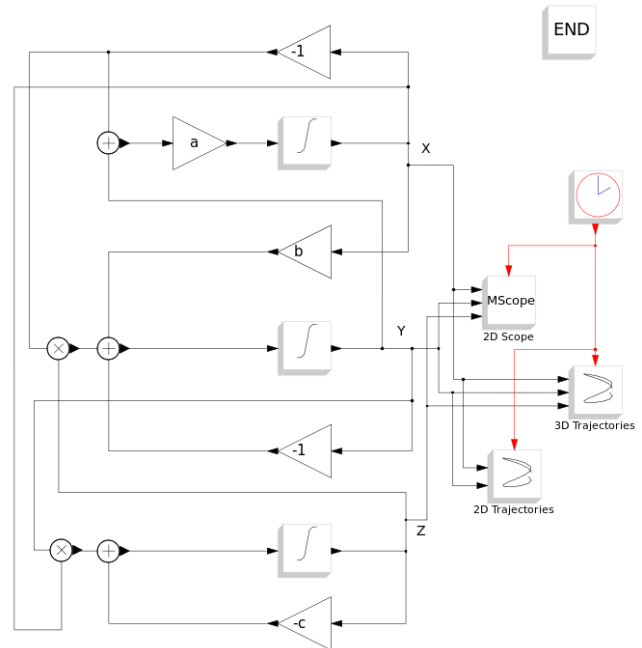 END
-1
a
X
b
MScope
2D Scope
Y
3D Trajectories
-1
2D Trajectories
Z
-c